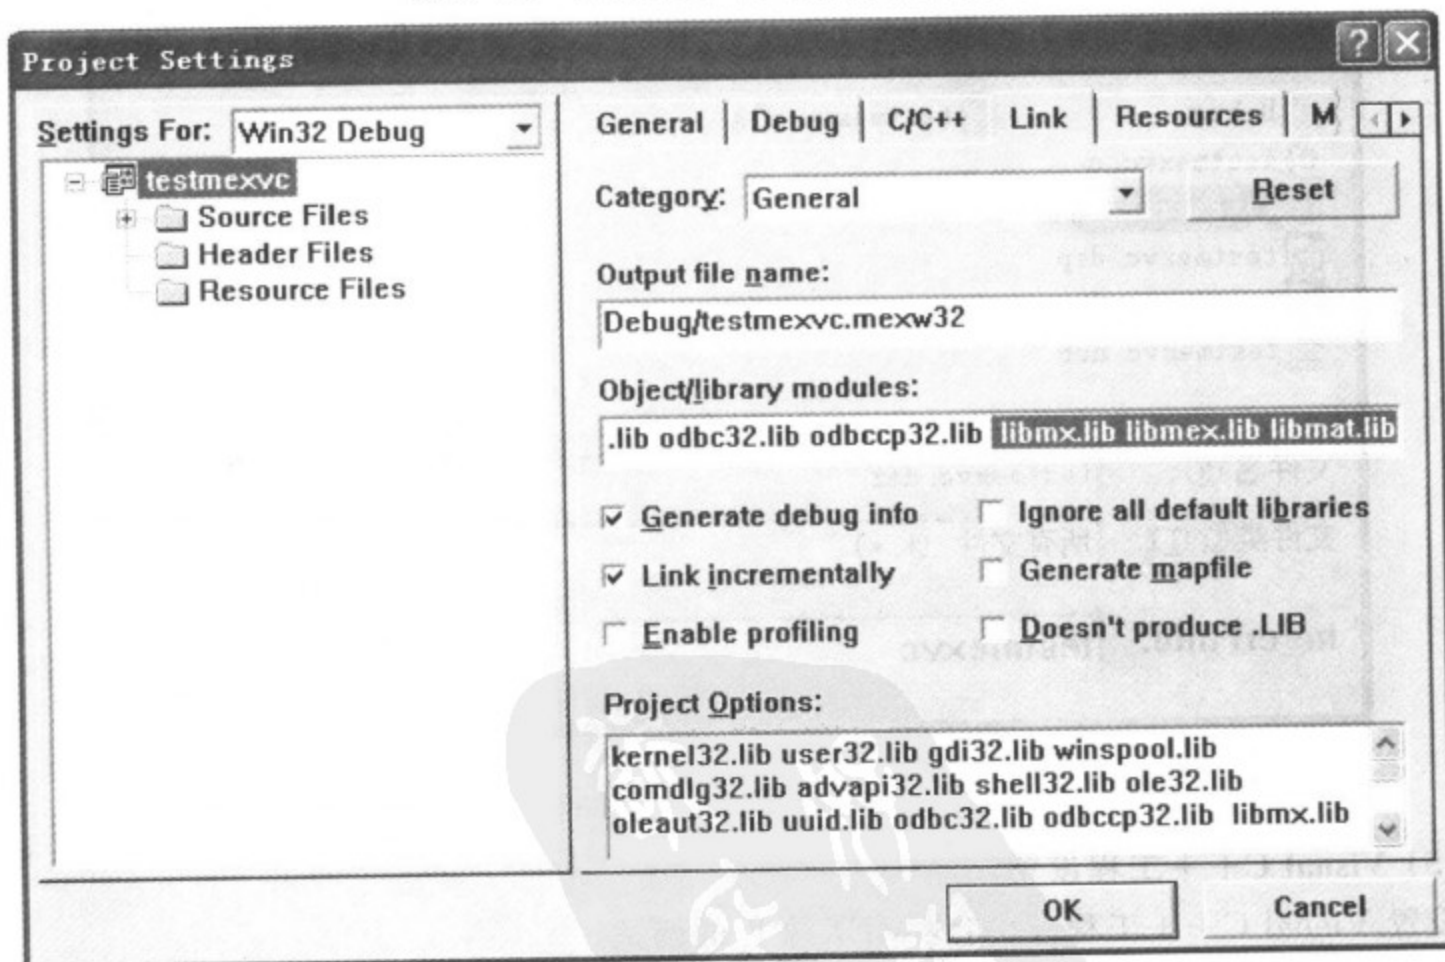 Project Settings
Settings For: Win32 Debug
testmexvc
Source Files
Header Files
Resource Files
General Debug C/C++ Link Resources M
Category: General Reset
Output file name:
Debug/testmexvc.mexw32
Object/library modules:
.lib odbc32.lib odbccp32.lib libmx.lib libmex.lib libmat.lib
Generate debug info
Ignore all default libraries
Link incrementally
Generate mapfile
Enable profiling
Doesn't produce .LIB
Project Options:
kernel32.lib user32.lib gdi32.lib winspool.lib
comdlg32.lib advapi32.lib shell32.lib ole32.lib
oleaut32.lib uuid.lib odbc32.lib odbccp32.lib libmx.lib
OK Cancel